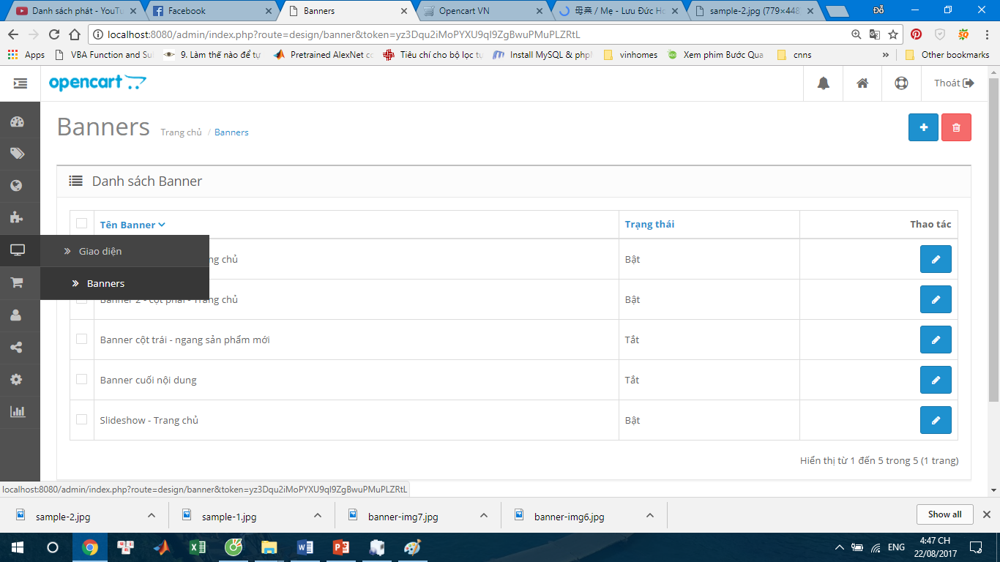 Danh sách phát - YouTu
Facebook
Banners
Opencart VN
母亲 / Mẹ - Lưu Đức Ho
sample-2.jpg (779×448
Đỗ
localhost:8080/admin/index.php?route=design/banner&token=yz3Dqu2iMoPYXU9qI9ZgBwuPMuPLZRtL
Apps
VBA Function and Su
9. Làm thế nào để tự
Pretrained AlexNet co
Tiêu chí cho bộ lọc tự
Install MySQL & php
vinhomes
Xem phim Bước Qua
cnns
»
Other bookmarks
opencart
Thoát
Banners
Trang chủ / Banners
Danh sách Banner
Tên Banner
Trạng thái
Thao tác
Giao diện
ng chủ
Bật
Banners
Banner 2 - cột phải - Trang chủ
Bật
Banner cột trái - ngang sản phẩm mới
Tắt
Banner cuối nội dung
Tắt
Slideshow - Trang chủ
Bật
Hiển thị từ 1 đến 5 trong 5 (1 trang)
localhost:8080/admin/index.php?route=design/banner&token=yz3Dqu2iMoPYXU9qI9ZgBwuPMuPLZRtL
sample-2.jpg
sample-1.jpg
banner-img7.jpg
banner-img6.jpg
Show all
ENG
4:47 CH
22/08/2017